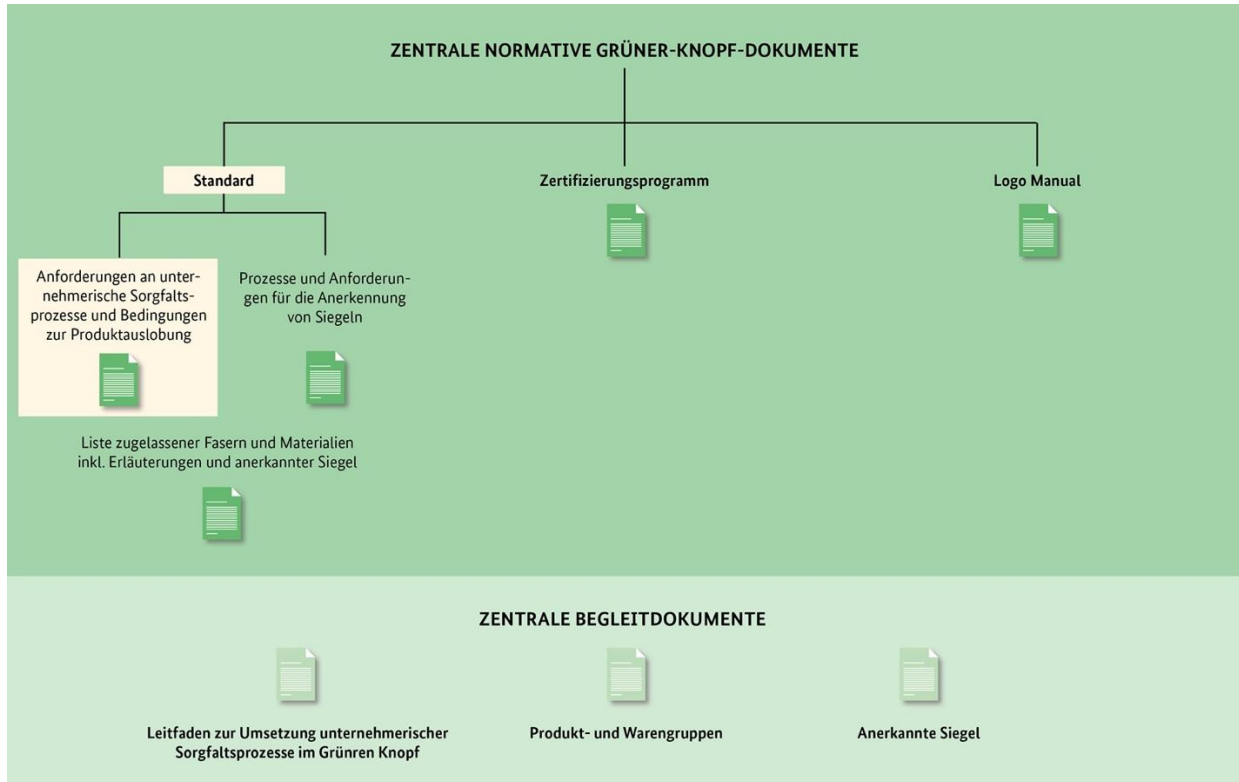 ZENTRALE NORMATIVE GRÜNER-KNOPF-DOKUMENTE
Standard
Zertifizierungsprogramm
Logo Manual
Anforderungen an unter-
nehmerische Sorgfalts-
prozesse und Bedingungen
zur Produktauslobung
Prozesse und Anforderun-
gen für die Anerkennung
von Siegeln
Liste zugelassener Fasern und Materialien
inkl. Erläuterungen und anerkannter Siegel
ZENTRALE BEGLEITDOKUMENTE
Leitfaden zur Umsetzung unternehmerischer
Sorgfaltsprozesse im Grünren Knopf
Produkt- und Warengruppen
Anerkannte Siegel